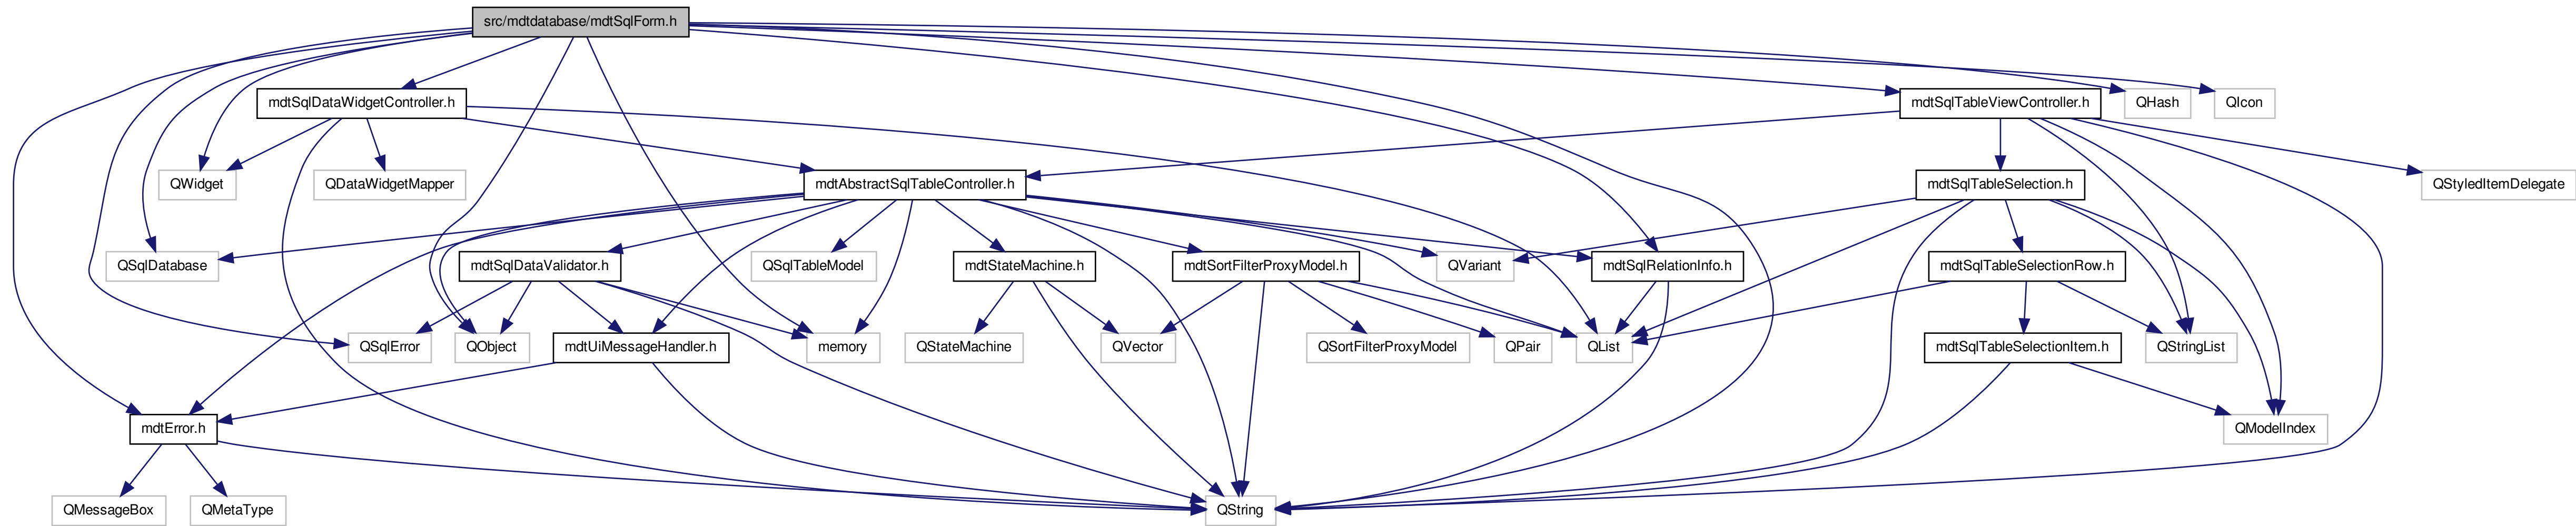 src/mdtdatabase/mdtSqlForm.h
mdtSqlDataWidgetController.h
mdtSqlTableViewController.h
QHash
QIcon
QWidget
QDataWidgetMapper
mdtAbstractSqlTableController.h
mdtSqlTableSelection.h
QStyledItemDelegate
QSqlDatabase
mdtSqlDataValidator.h
QSqlTableModel
mdtStateMachine.h
mdtSortFilterProxyModel.h
QVariant
mdtSqlRelationInfo.h
mdtSqlTableSelectionRow.h
QSqlError
QObject
mdtUiMessageHandler.h
memory
QStateMachine
QVector
QSortFilterProxyModel
QPair
QList
mdtSqlTableSelectionItem.h
QStringList
mdtError.h
QModelIndex
QMessageBox
QMetaType
QString